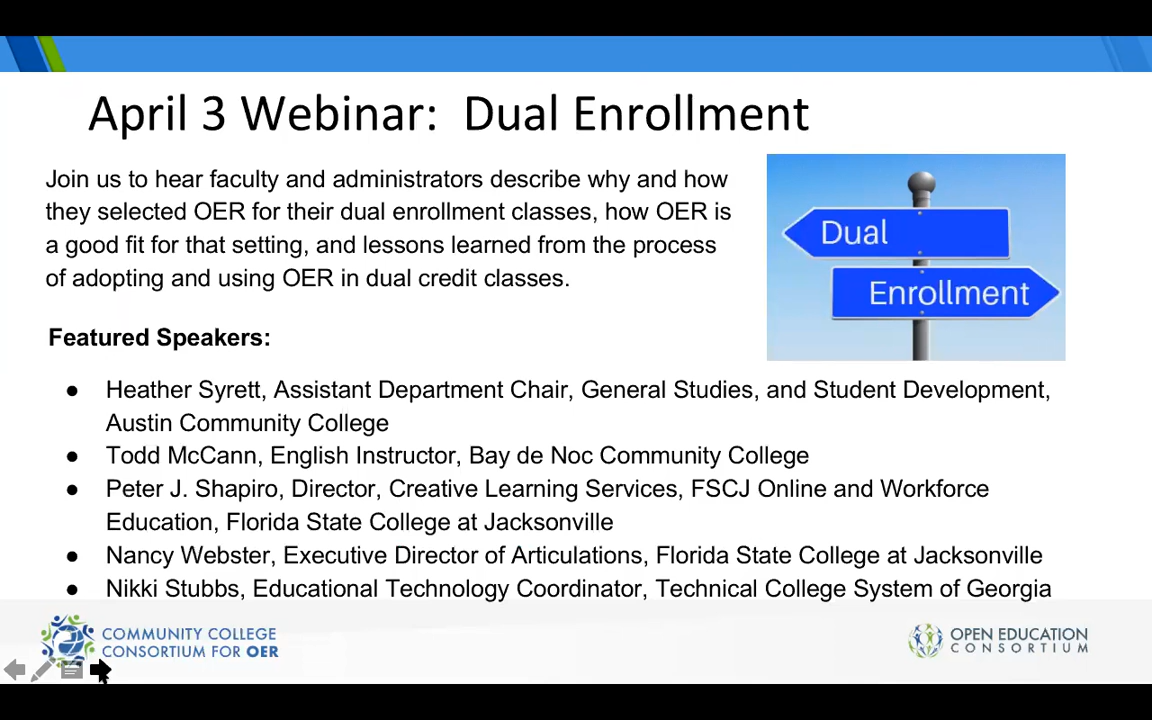 April 3 Webinar: Dual Enrollment
Join us to hear faculty and administrators describe why and how
they selected OER for their dual enrollment classes, how OER is
a good fit for that setting, and lessons learned from the process
of adopting and using OER in dual credit classes.
Dual
Enrollment
Featured Speakers:
● Heather Syrett, Assistant Department Chair, General Studies, and Student Development,
Austin Community College
● Todd McCann, English Instructor, Bay de Noc Community College
● Peter J. Shapiro, Director, Creative Learning Services, FSCJ Online and Workforce
Education, Florida State College at Jacksonville
● Nancy Webster, Executive Director of Articulations, Florida State College at Jacksonville
● Nikki Stubbs, Educational Technology Coordinator, Technical College System of Georgia
COMMUNITY COLLEGE
CONSORTIUM FOR OER
OPEN EDUCATION
CONSORTIUM